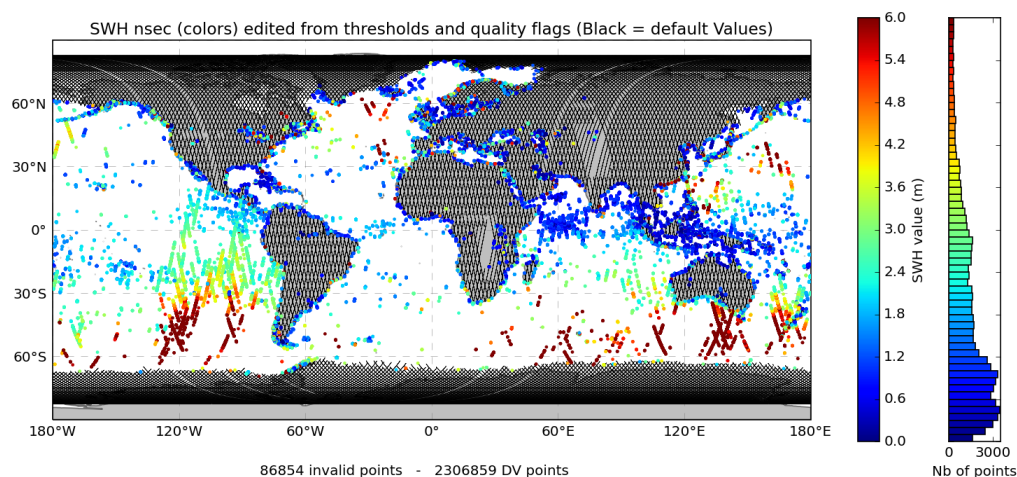 SWH nsec (colors) edited from thresholds and quality flags (Black = default Values)
60°N
30°N
0°
30°S
60°S
180°W
120°W
60°W
0°
60°E
120°E
180°E
6.0
5.4
4.8
4.2
3.6
3.0
2.4
1.8
1.2
0.6
0.0
SWH value (m)
0
3000
Nb of points
86854 invalid points - 2306859 DV points